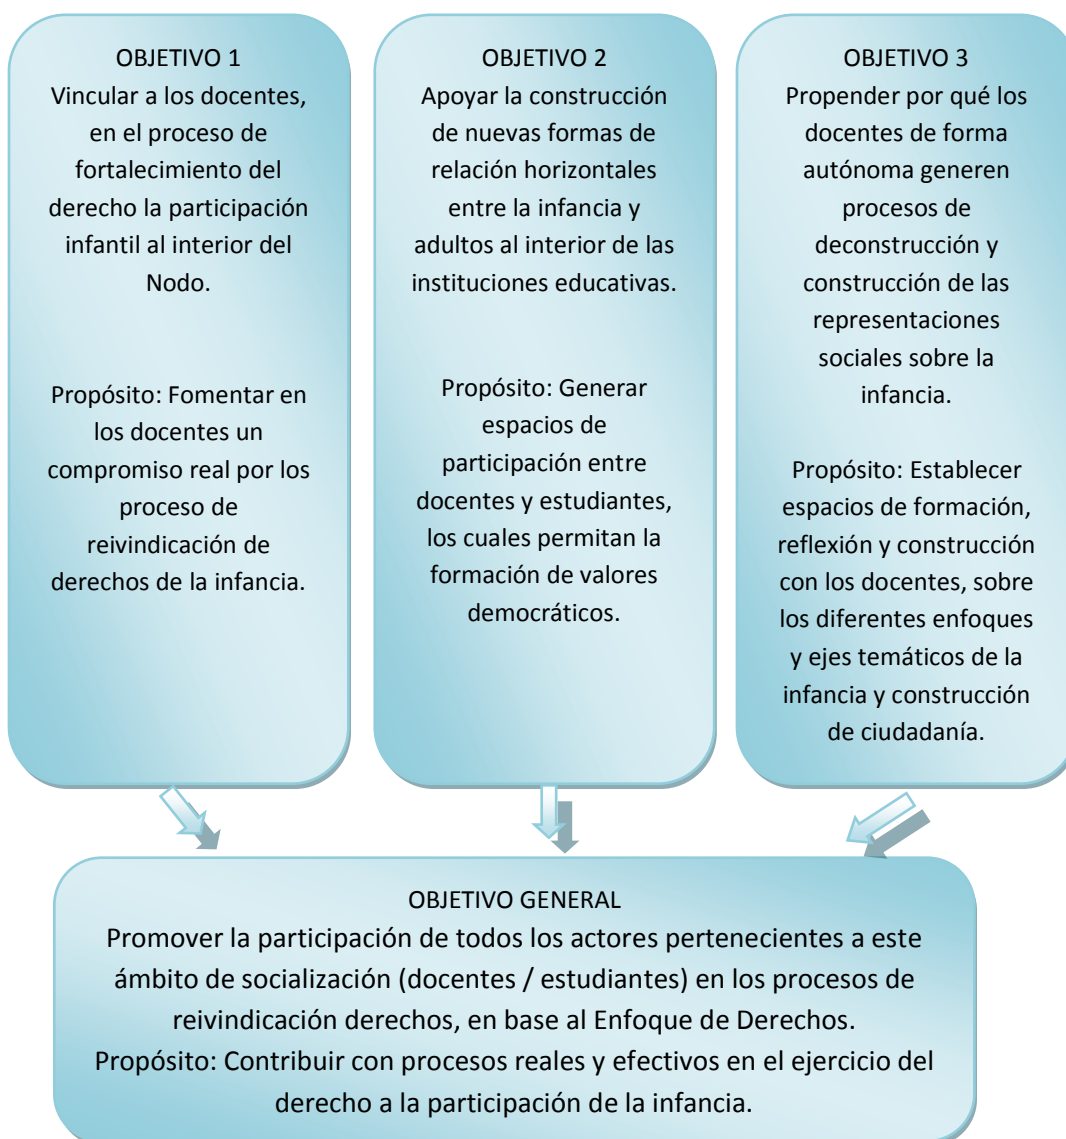 OBJETIVO 1
Vincular a los docentes,
en el proceso de
fortalecimiento del
derecho la participación
infantil al interior del
Nodo.
Propósito: Fomentar en
los docentes un
compromiso real por los
proceso de
reivindicación de
derechos de la infancia.
OBJETIVO 2
Apoyar la construcción
de nuevas formas de
relación horizontales
entre la infancia y
adultos al interior de las
instituciones educativas.
Propósito: Generar
espacios de
participación entre
docentes y estudiantes,
los cuales permitan la
formación de valores
democráticos.
OBJETIVO 3
Propender por qué los
docentes de forma
autónoma generen
procesos de
deconstrucción y
construcción de las
representaciones
sociales sobre la
infancia.
Propósito: Establecer
espacios de formación,
reflexión y construcción
con los docentes, sobre
los diferentes enfoques
y ejes temáticos de la
infancia y construcción
de ciudadanía.
OBJETIVO GENERAL
Promover la participación de todos los actores pertenecientes a este
ámbito de socialización (docentes / estudiantes) en los procesos de
reivindicación derechos, en base al Enfoque de Derechos.
Propósito: Contribuir con procesos reales y efectivos en el ejercicio del
derecho a la participación de la infancia.